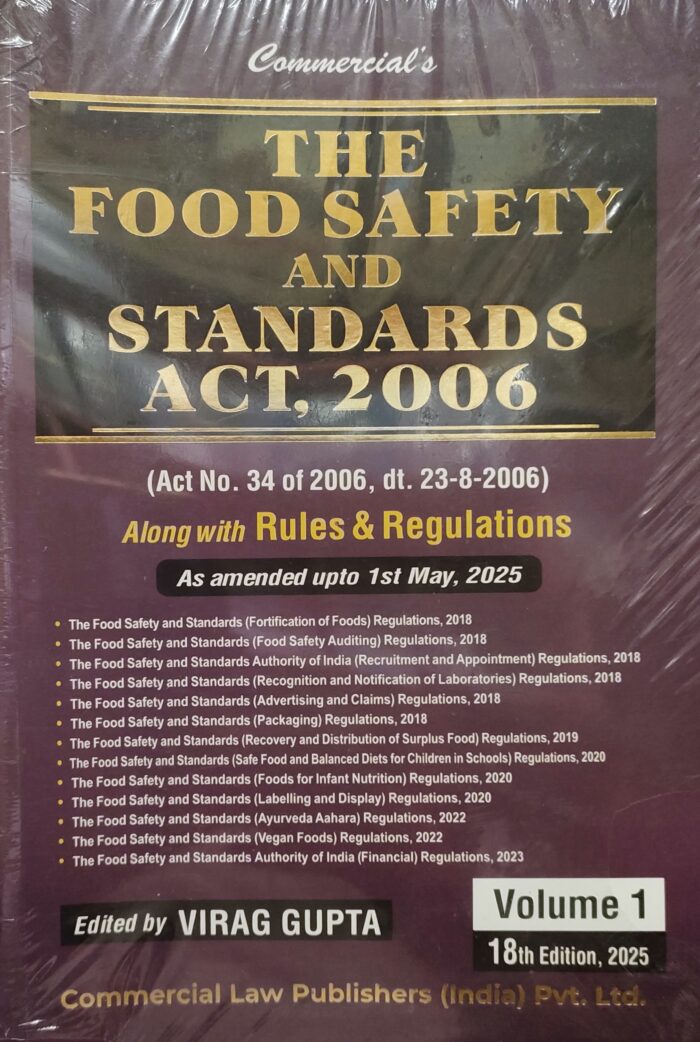 Commercial's
THE
FOOD SAFETY
AND
STANDARDS
ACT, 2006
(Act No. 34 of 2006, dt. 23-8-2006)
Along with Rules & Regulations
As amended upto 1st May, 2025
• The Food Safety and Standards (Fortification of Foods) Regulations, 2018
• The Food Safety and Standards (Food Safety Auditing) Regulations, 2018
• The Food Safety and Standards Authority of India (Recruitment and Appointment) Regulations, 2018
• The Food Safety and Standards (Recognition and Notification of Laboratories) Regulations, 2018
• The Food Safety and Standards (Advertising and Claims) Regulations, 2018
• The Food Safety and Standards (Packaging) Regulations, 2018
• The Food Safety and Standards (Recovery and Distribution of Surplus Food) Regulations, 2019
• The Food Safety and Standards (Safe Food and Balanced Diets for Children in Schools) Regulations, 2020
• The Food Safety and Standards (Foods for Infant Nutrition) Regulations, 2020
• The Food Safety and Standards (Labelling and Display) Regulations, 2020
• The Food Safety and Standards (Ayurveda Aahara) Regulations, 2022
• The Food Safety and Standards (Vegan Foods) Regulations, 2022
• The Food Safety and Standards Authority of India (Financial) Regulations, 2023
Edited by VIRAG GUPTA
Volume 1
18th Edition, 2025
Commercial Law Publishers (India) Pvt. Ltd.